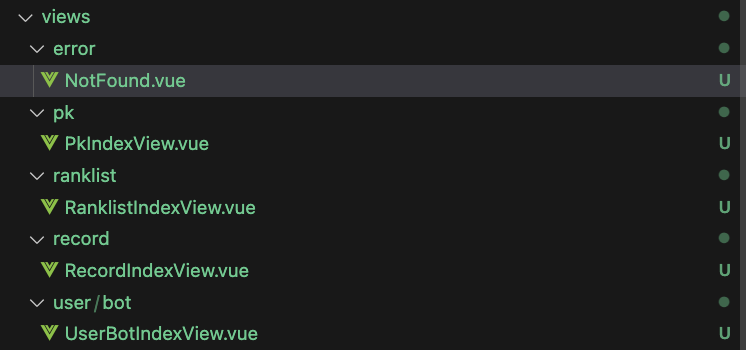 views
error
NotFound.vue U
pk
PkIndexView.vue U
ranklist
RanklistIndexView.vue U
record
RecordIndexView.vue U
user/bot
UserBotIndexView.vue U